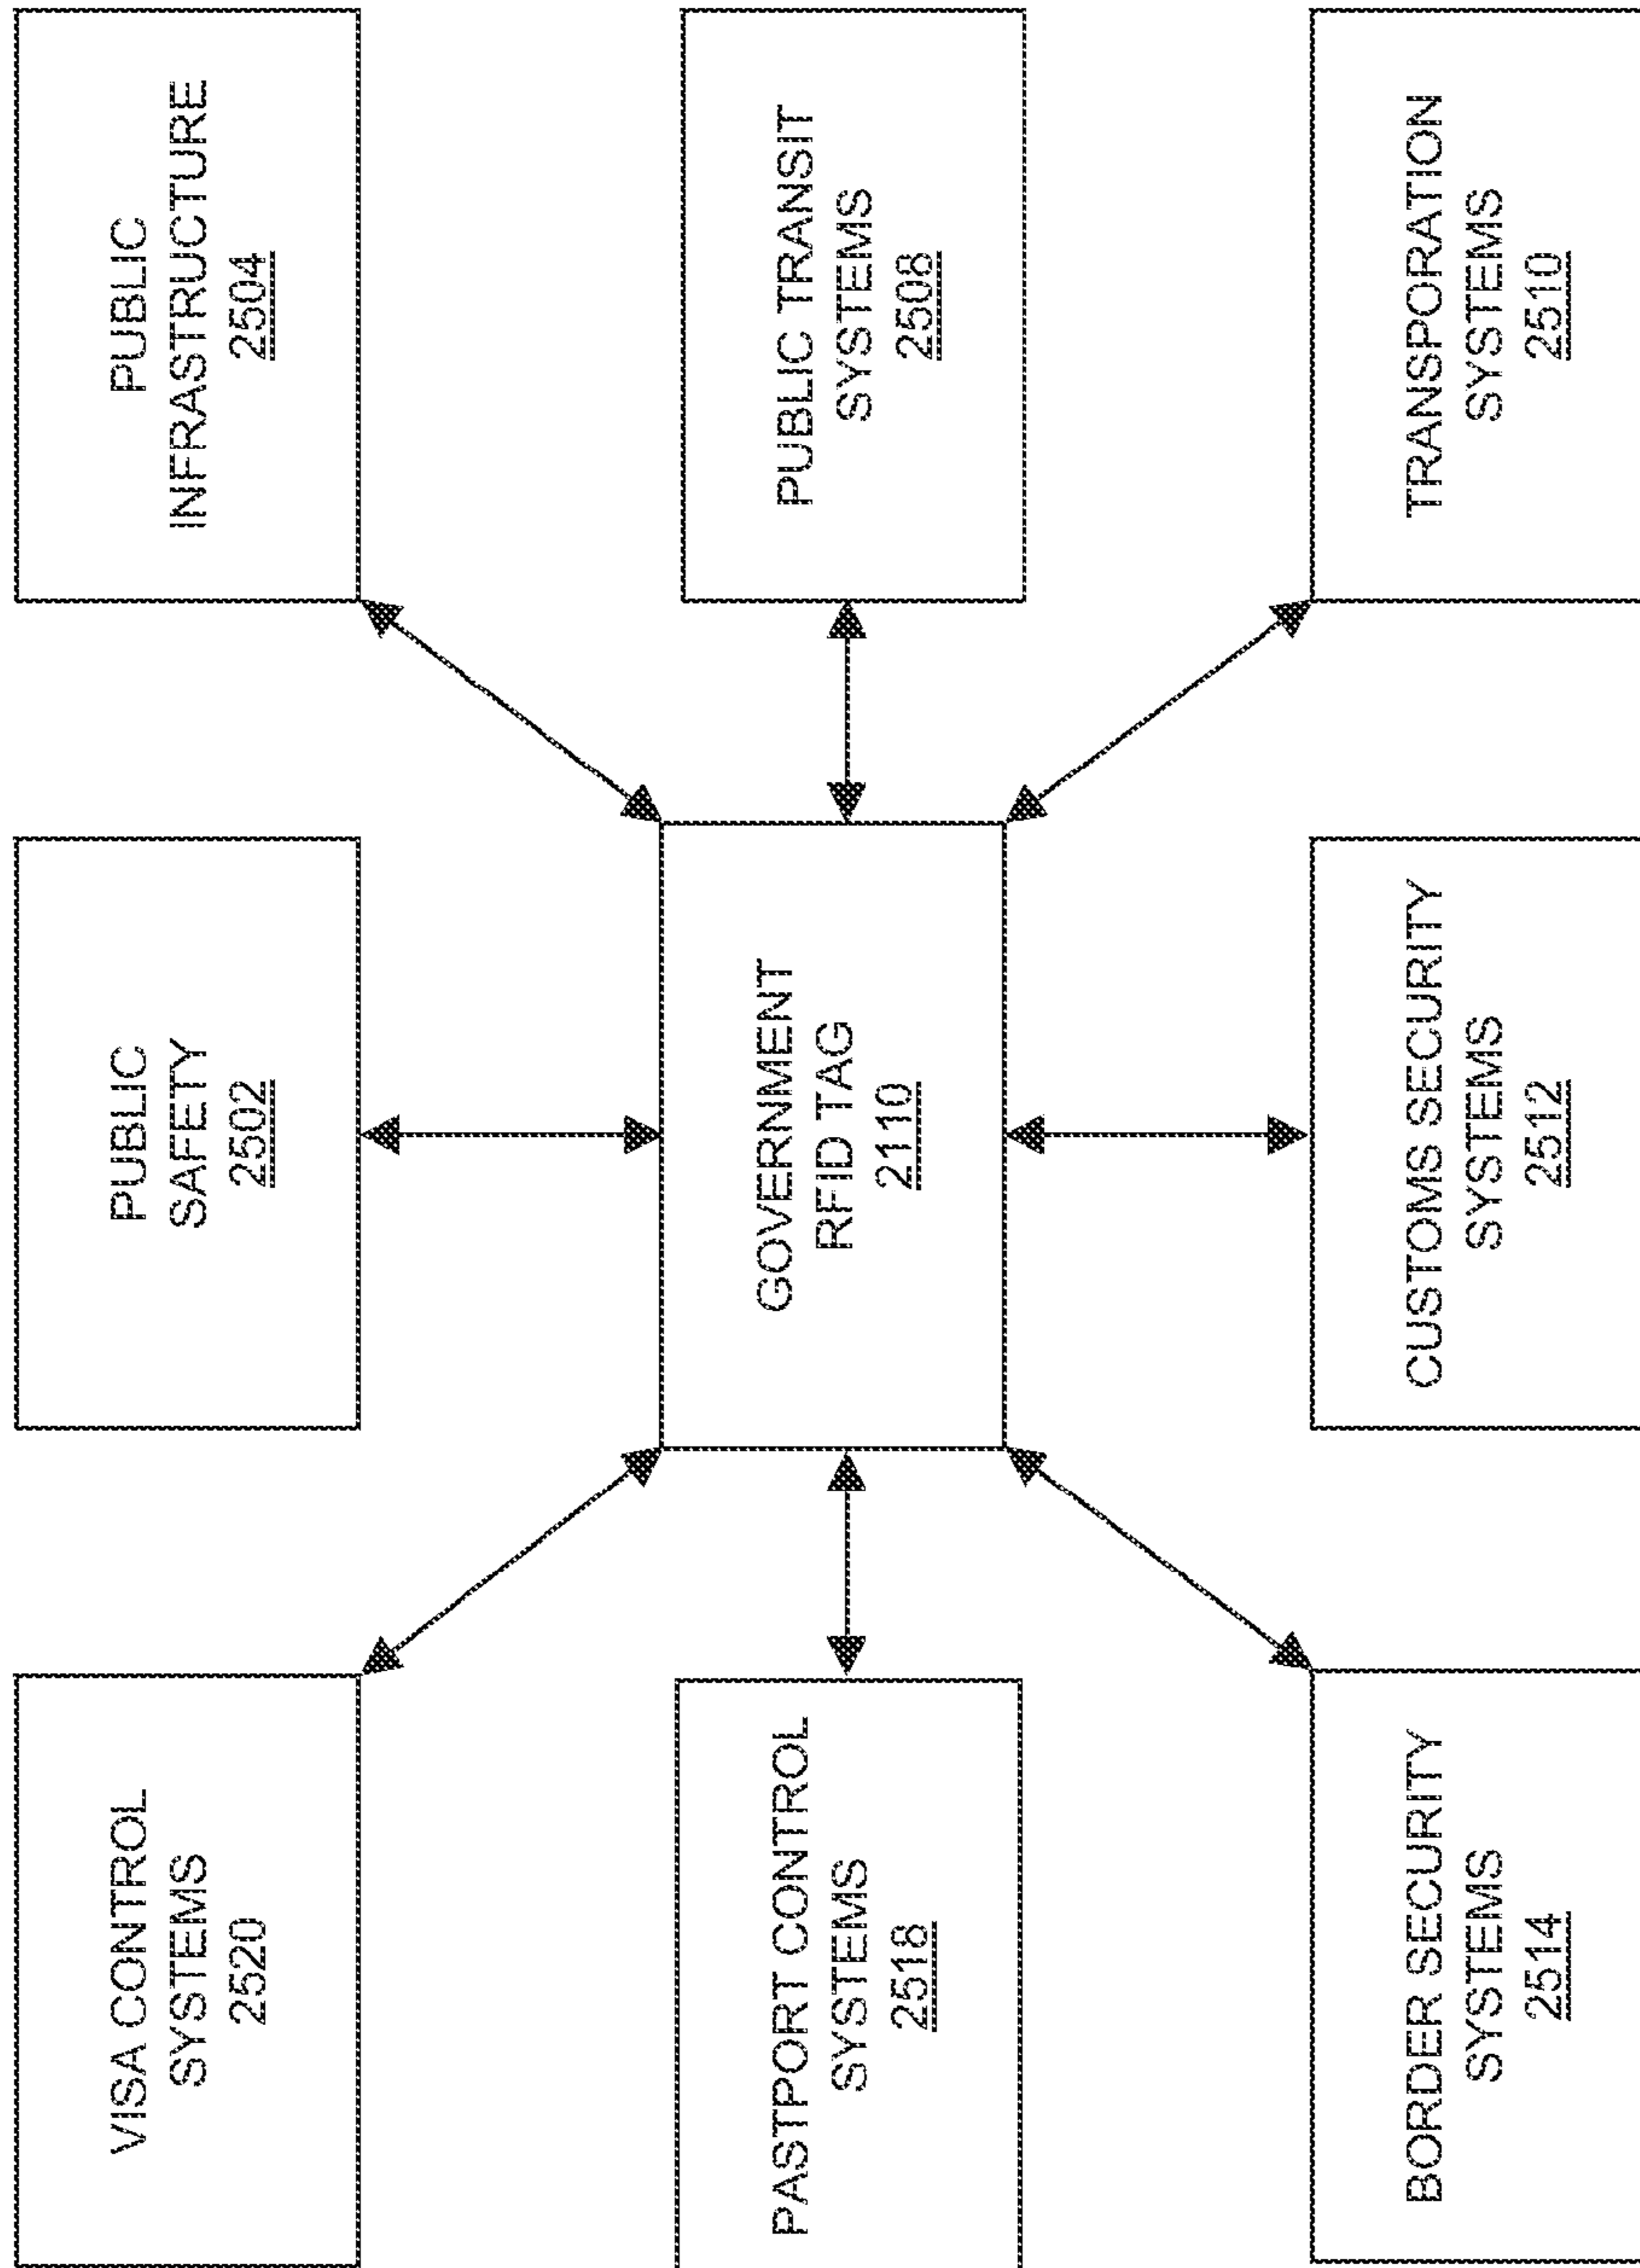 VISA CONTROL
SYSTEMS
2520
PUBLIC
SAFETY
2502
PUBLIC
INFRASTRUCTURE
2504
PASTPORT CONTROL
SYSTEMS
2518
GOVERNMENT
RFID TAG
2110
PUBLIC TRANSIT
SYSTEMS
2508
BORDER SECURITY
SYSTEMS
2514
CUSTOMS SECURITY
SYSTEMS
2512
TRANSPORATION
SYSTEMS
2510